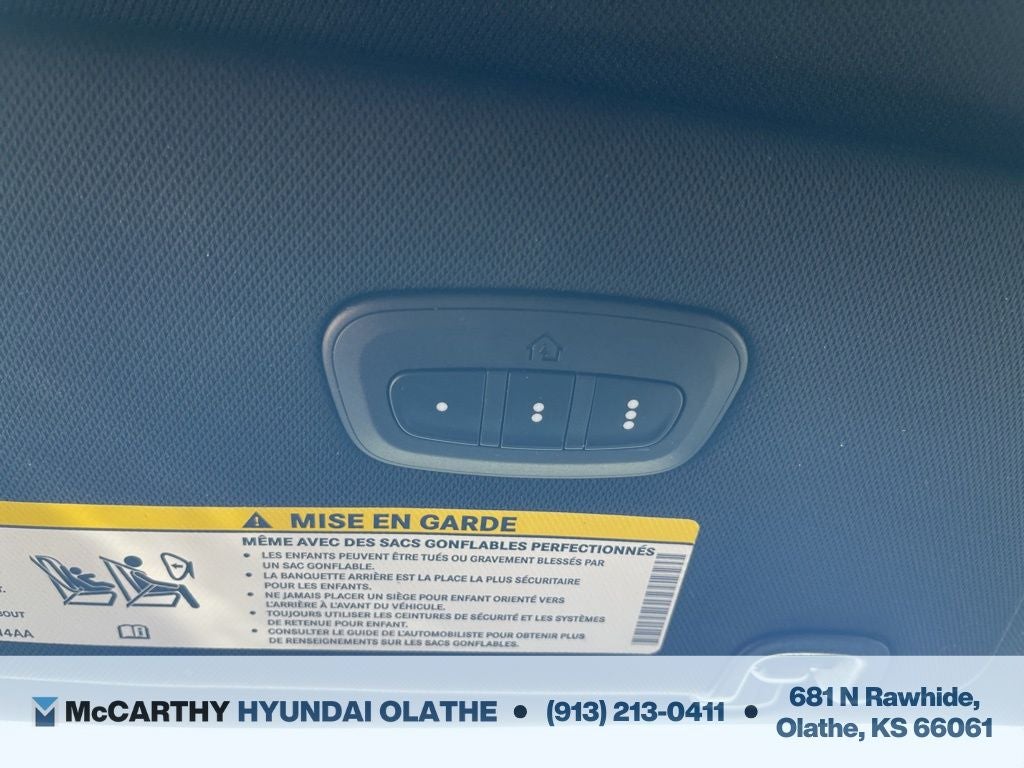 MISE EN GARDE
MÊME AVEC DES SACS GONFLABLES PERFECTIONNÉS
• LES ENFANTS PEUVENT ÊTRE TUÉS OU GRAVEMENT BLESSÉS PAR
UN SAC GONFLABLE.
• LA BANQUETTE ARRIÈRE EST LA PLACE LA PLUS SÉCURITAIRE
POUR LES ENFANTS.
• NE JAMAIS PLACER UN SIÈGE POUR ENFANT ORIENTÉ VERS
L'ARRIÈRE À L'AVANT DU VÉHICULE.
• TOUJOURS UTILISER LES CEINTURES DE SÉCURITÉ ET LES SYSTÈMES
DE RETENUE POUR ENFANT.
• CONSULTER LE GUIDE DE L'AUTOMOBILISTE POUR OBTENIR PLUS
DE RENSEIGNEMENTS SUR LES SACS GONFLABLES.
BOUT
14AA
McCARTHY HYUNDAI OLATHE • (913) 213-0411 •
681 N Rawhide,
Olathe, KS 66061